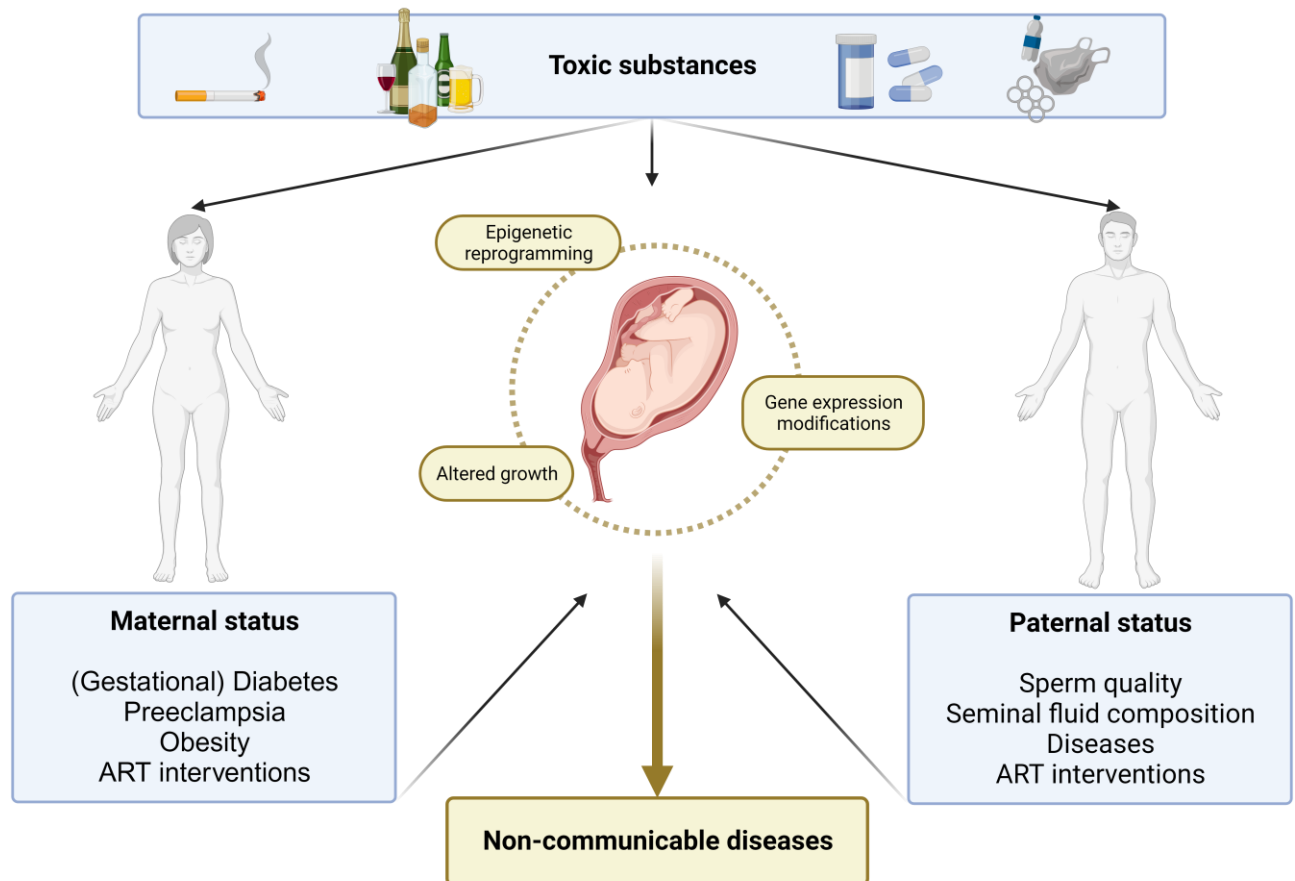 Toxic substances
Epigenetic
reprogramming
Gene expression
modifications
Altered growth
Maternal status
(Gestational) Diabetes
Preeclampsia
Obesity
ART interventions
Paternal status
Sperm quality
Seminal fluid composition
Diseases
ART interventions
Non-communicable diseases